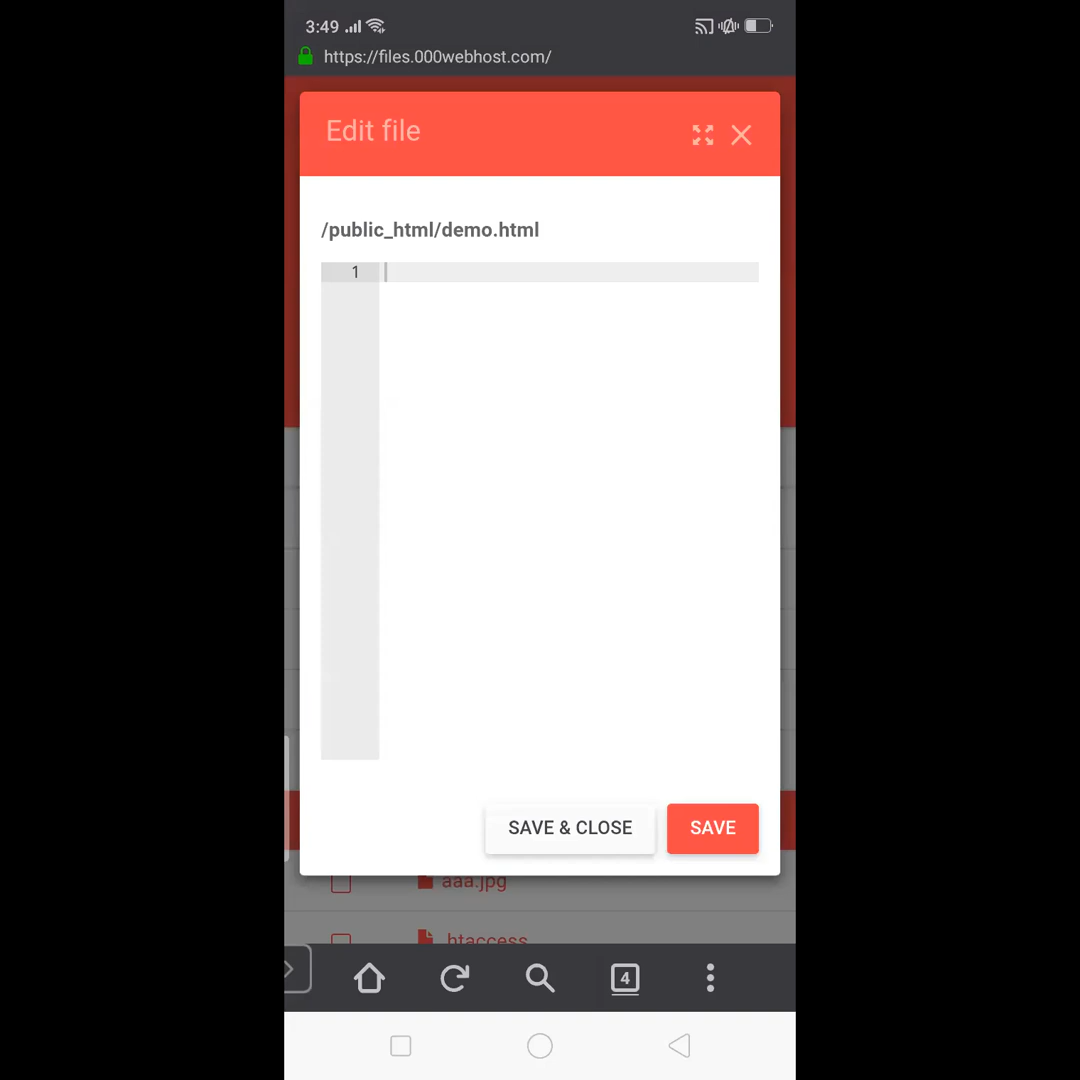 3:49
https://files.000webhost.com/
Edit file
/public_html/demo.html
1
SAVE & CLOSE
SAVE
aaa.jpg
.htaccess
4